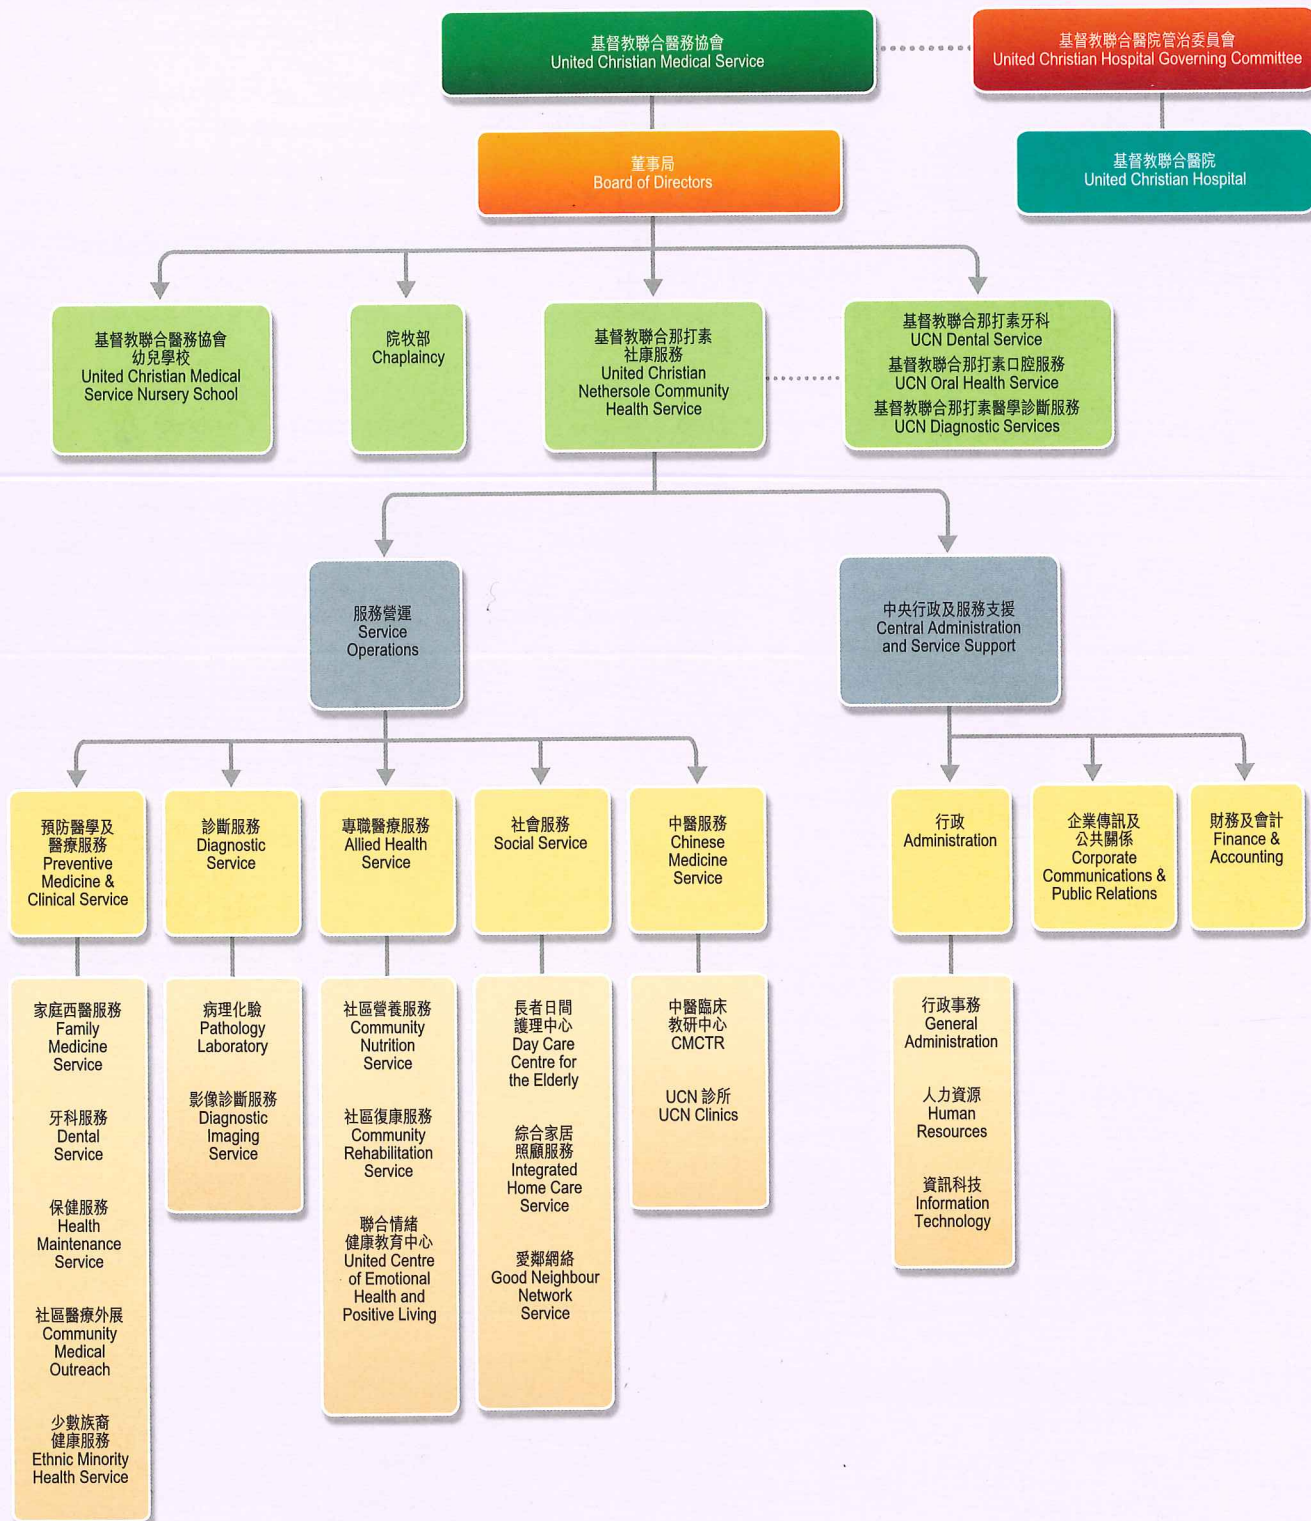 基督教聯合醫務協會
United Christian Medical Service
基督教聯合醫院管治委員會
United Christian Hospital Governing Committee
董事局
Board of Directors
基督教聯合醫院
United Christian Hospital
基督教聯合醫務協會
幼兒學校
United Christian Medical
Service Nursery School
院牧部
Chaplaincy
基督教聯合那打素
社康服務
United Christian
Nethersole Community
Health Service
基督教聯合那打素牙科
UCN Dental Service
基督教聯合那打素口腔服務
UCN Oral Health Service
基督教聯合那打素醫學診斷服務
UCN Diagnostic Services
服務營運
Service
Operations
中央行政及服務支援
Central Administration
and Service Support
預防醫學及
醫療服務
Preventive
Medicine &
Clinical Service
診斷服務
Diagnostic
Service
專職醫療服務
Allied Health
Service
社會服務
Social Service
中醫服務
Chinese
Medicine
Service
行政
Administration
企業傳訊及
公共關係
Corporate
Communications &
Public Relations
財務及會計
Finance &
Accounting
家庭西醫服務
Family
Medicine
Service
牙科服務
Dental
Service
保健服務
Health
Maintenance
Service
社區醫療外展
Community
Medical
Outreach
少數族裔
健康服務
Ethnic Minority
Health Service
病理化驗
Pathology
Laboratory
影像診斷服務
Diagnostic
Imaging
Service
社區營養服務
Community
Nutrition
Service
社區復康服務
Community
Rehabilitation
Service
聯合情緒
健康教育中心
United Centre
of Emotional
Health and
Positive Living
長者日間
護理中心
Day Care
Centre for
the Elderly
綜合家居
照顧服務
Integrated
Home Care
Service
愛鄰網絡
Good Neighbour
Network
Service
中醫臨床
教研中心
CMCTR
UCN 診所
UCN Clinics
行政事務
General
Administration
人力資源
Human
Resources
資訊科技
Information
Technology